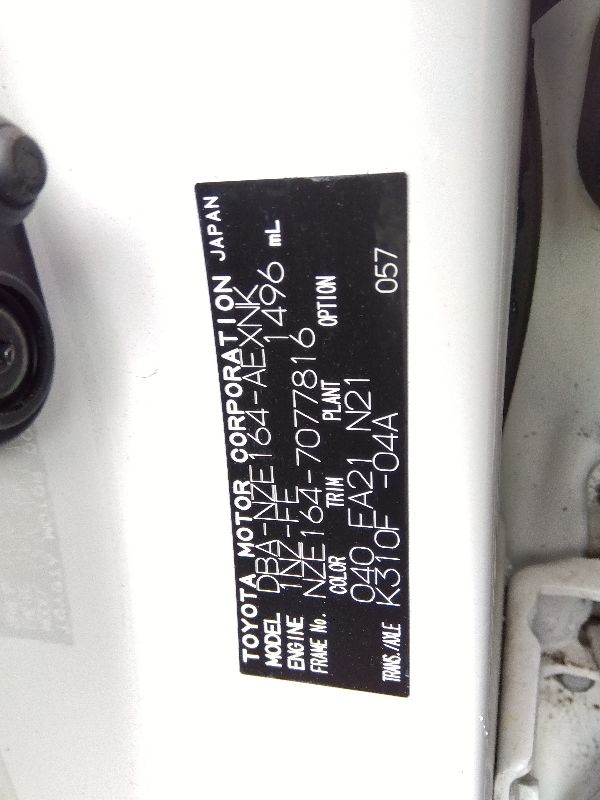 TOYOTA MOTOR CORPORATION JAPAN
MODEL DBA-NZE164-AEXNK
ENGINE 1NZ-FE 1496 mL
FRAME No. NZE164-7077816
COLOR TRIM PLANT OPTION
040 FA21 N21
TRANS./AXLE K310F -04A 057